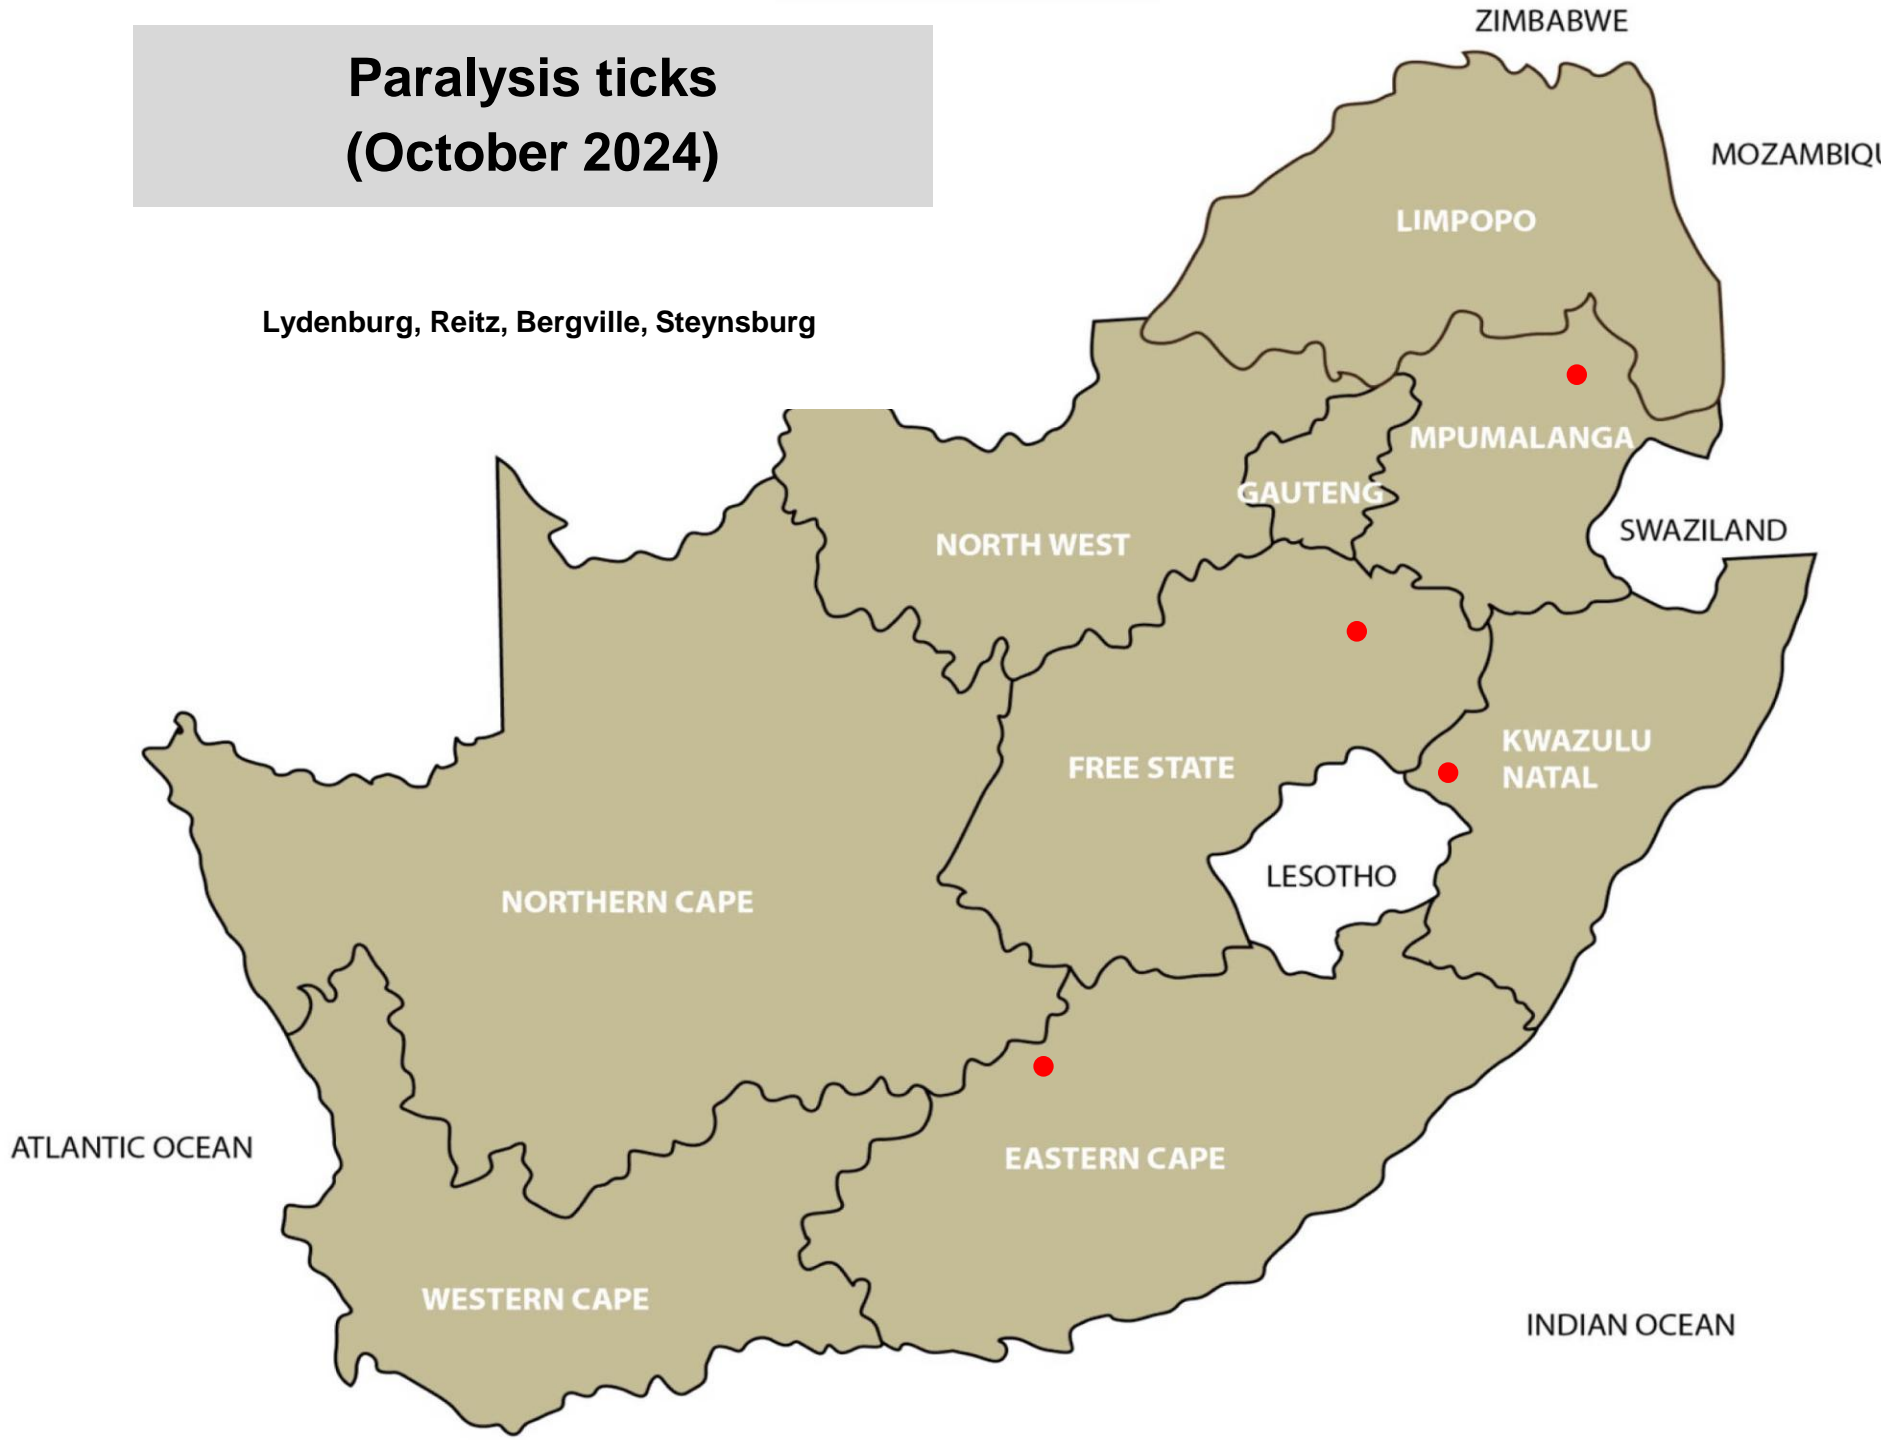 ZIMBABWE
Paralysis ticks
(October 2024)
MOZAMBIQU
LIMPOPO
Lydenburg, Reitz, Bergville, Steynsburg
MPUMALANGA
GAUTENG
SWAZILAND
NORTH WEST
KWAZULU
NATAL
FREE STATE
LESOTHO
NORTHERN CAPE
ATLANTIC OCEAN
EASTERN CAPE
WESTERN CAPE
INDIAN OCEAN